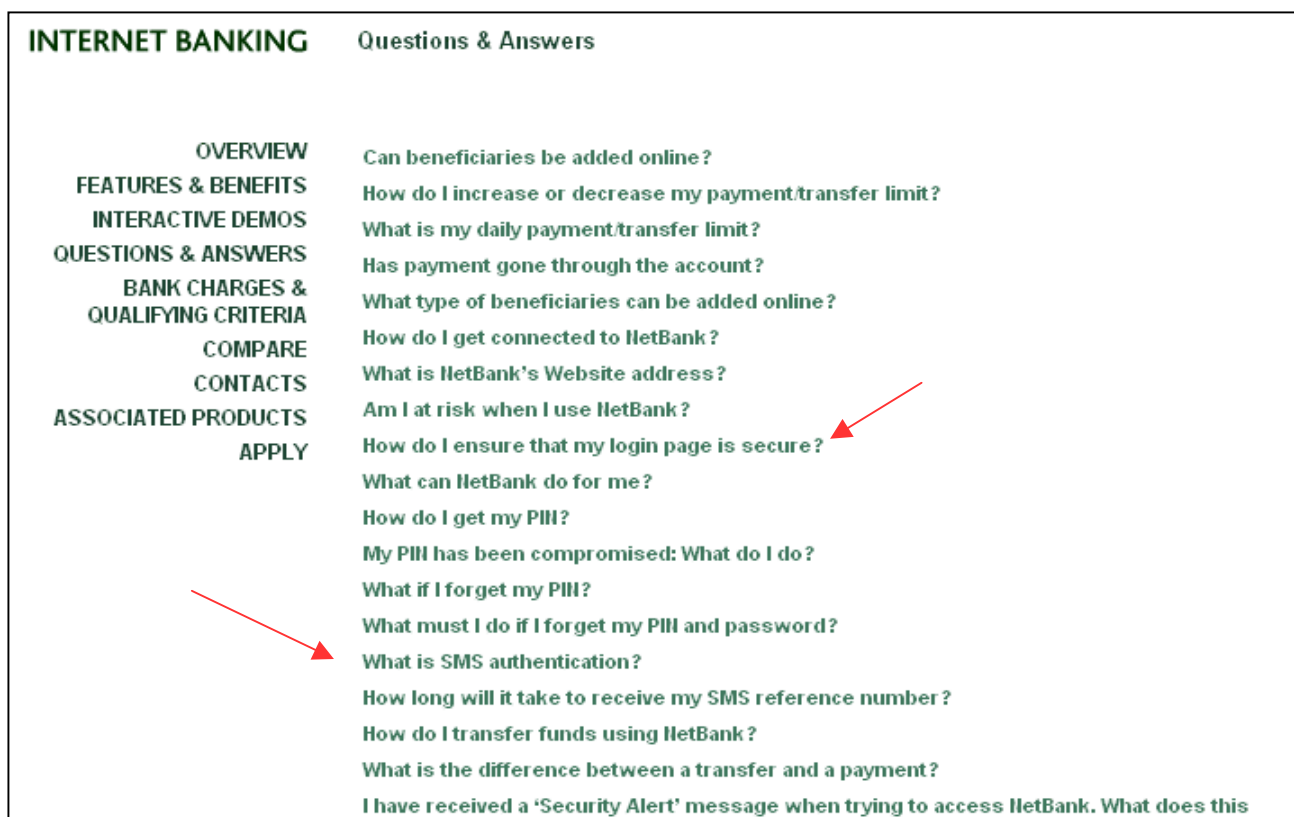 INTERNET BANKING
Questions & Answers
OVERVIEW
FEATURES & BENEFITS
INTERACTIVE DEMOS
QUESTIONS & ANSWERS
BANK CHARGES &
QUALIFYING CRITERIA
COMPARE
CONTACTS
ASSOCIATED PRODUCTS
APPLY
Can beneficiaries be added online?
How do I increase or decrease my payment/transfer limit?
What is my daily payment/transfer limit?
Has payment gone through the account?
What type of beneficiaries can be added online?
How do I get connected to NetBank?
What is NetBank's Website address?
Am I at risk when I use NetBank?
How do I ensure that my login page is secure?
What can NetBank do for me?
How do I get my PIN?
My PIN has been compromised: What do I do?
What if I forget my PIN?
What must I do if I forget my PIN and password?
What is SMS authentication?
How long will it take to receive my SMS reference number?
How do I transfer funds using NetBank?
What is the difference between a transfer and a payment?
I have received a ‘Security Alert’ message when trying to access NetBank. What does this